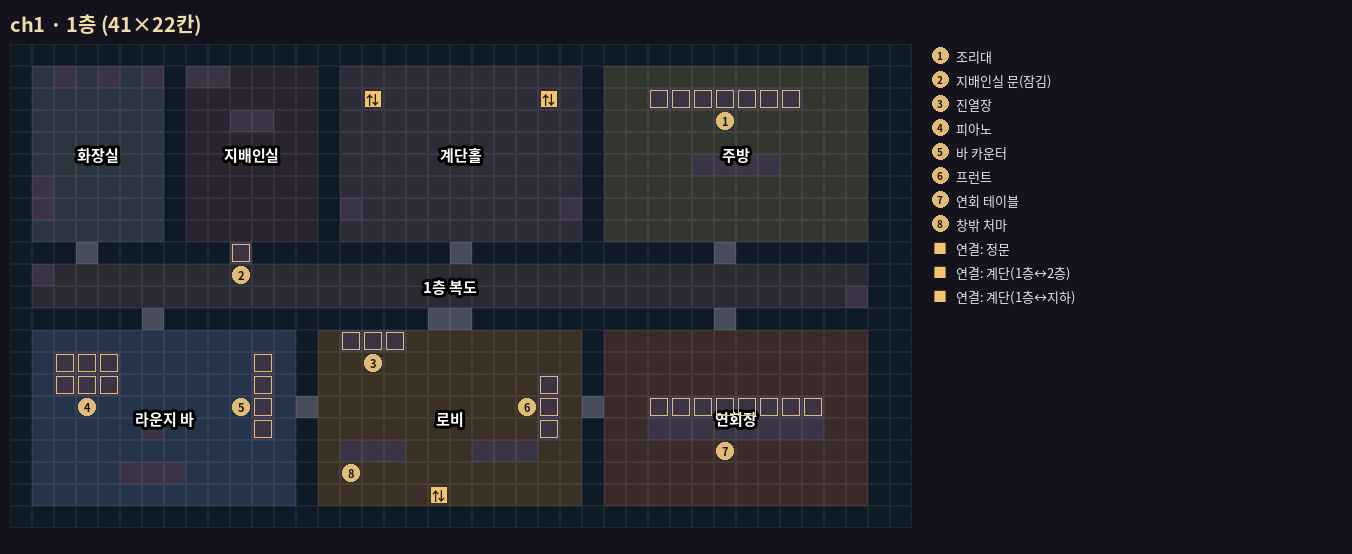 ch1 · 1층 (41×22칸)
1 조리대
2 지배인실 문(잠김)
3 진열장
4 피아노
5 바 카운터
6 프런트
7 연회 테이블
8 창밖 처마
연결: 정문
연결: 계단(1층↔2층)
연결: 계단(1층↔지하)
1
화장실
지배인실
계단홀
주방
2
1층 복도
3
4
5
6
라운지 바
로비
연회장
7
8